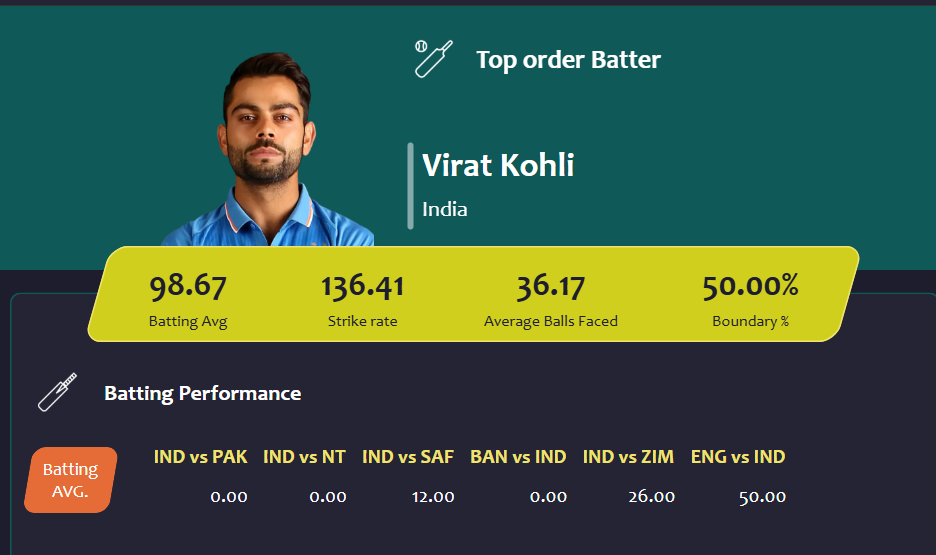 Top order Batter
Virat Kohli
India
98.67 136.41 36.17 50.00%
Batting Avg Strike rate Average Balls Faced Boundary %
Batting Performance
Batting AVG.
IND vs PAK IND vs NT IND vs SAF BAN vs IND IND vs ZIM ENG vs IND
0.00 0.00 12.00 0.00 26.00 50.00